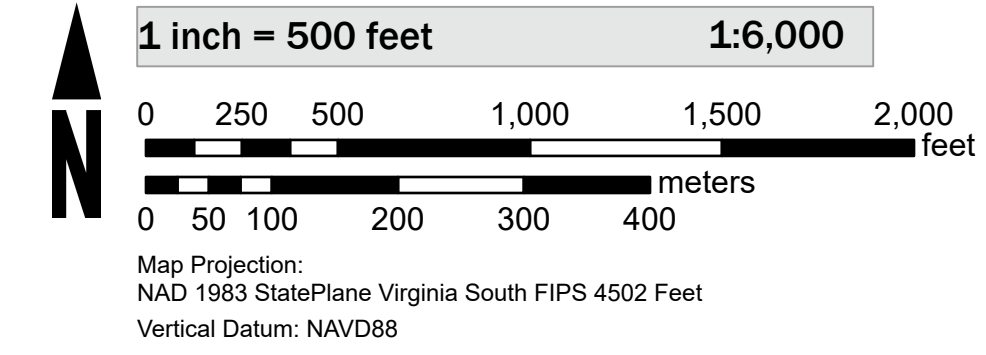 1 inch = 500 feet 1:6,000
0 250 500 1,000 1,500 2,000
feet
meters
0 50 100 200 300 400
N
Map Projection:
NAD 1983 StatePlane Virginia South FIPS 4502 Feet
Vertical Datum: NAVD88